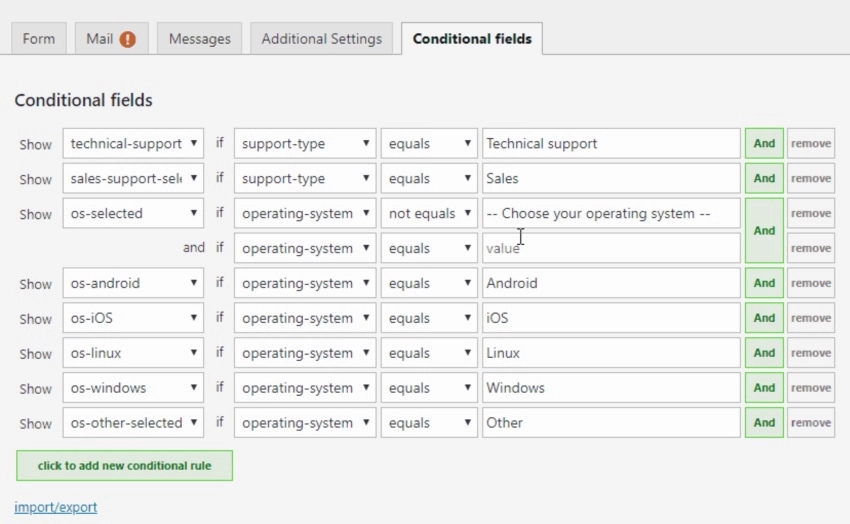 Form Mail ! Messages Additional Settings Conditional fields
Conditional fields
Show technical-support if support-type equals Technical support And remove
Show sales-support-sel if support-type equals Sales And remove
Show os-selected if operating-system not equals -- Choose your operating system -- And remove
and if operating-system equals value remove
Show os-android if operating-system equals Android And remove
Show os-iOS if operating-system equals iOS And remove
Show os-linux if operating-system equals Linux And remove
Show os-windows if operating-system equals Windows And remove
Show os-other-selected if operating-system equals Other And remove
click to add new conditional rule
import/export